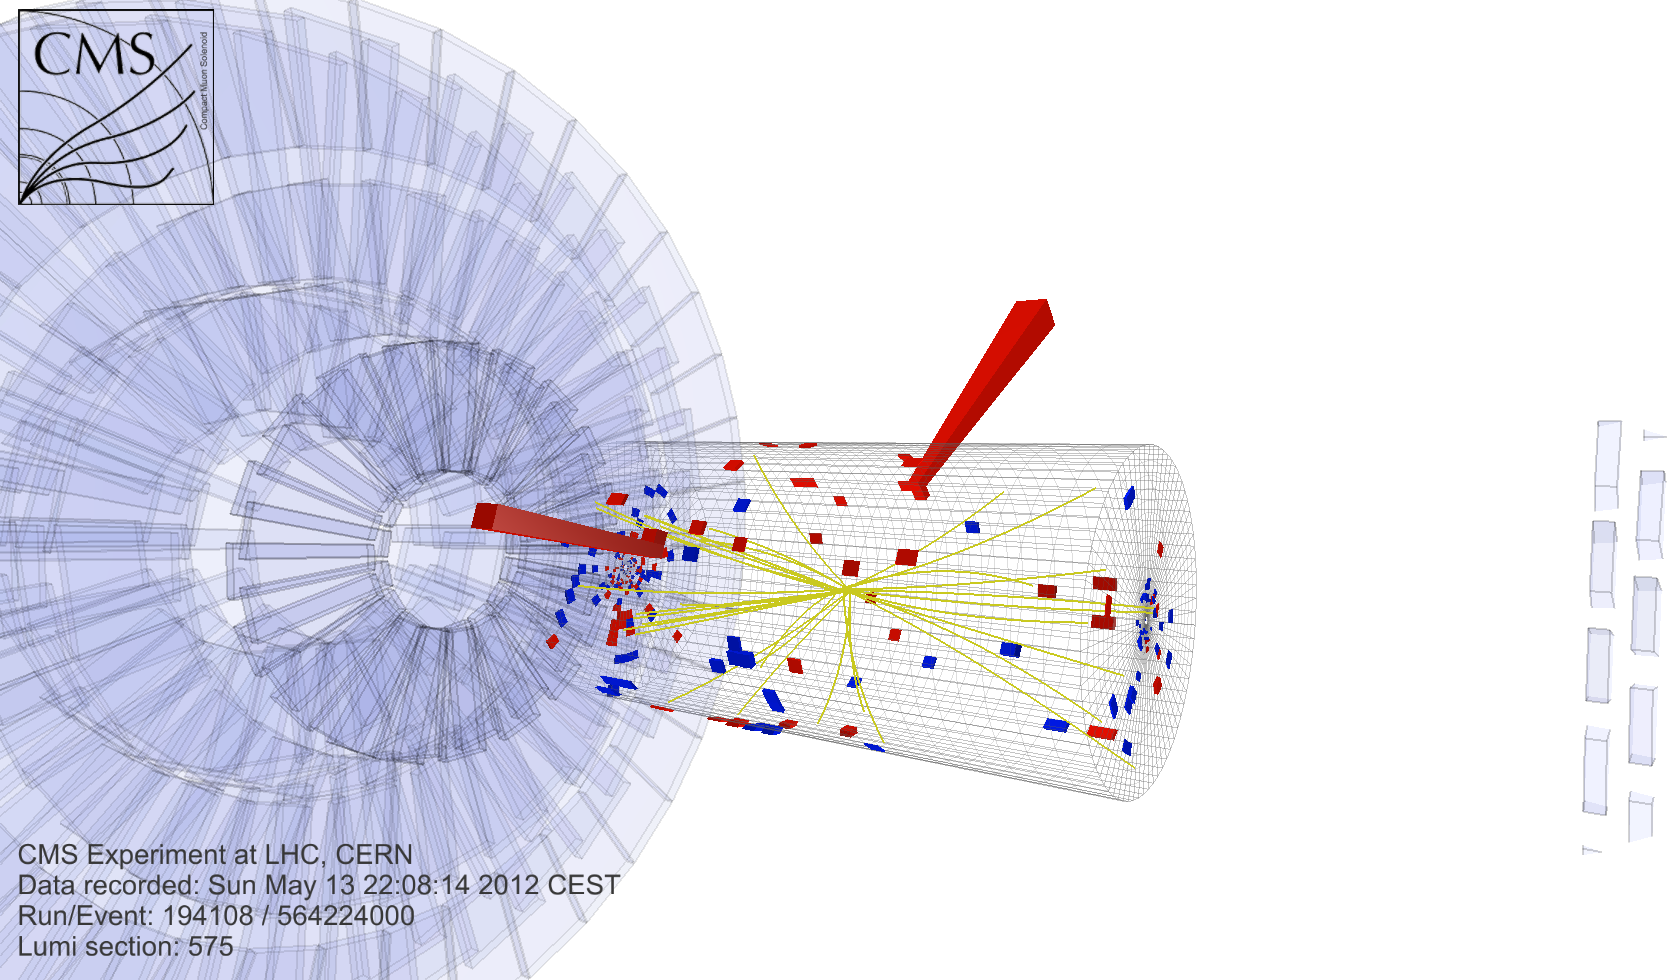 CMS
Compact Muon Solenoid
CMS Experiment at LHC, CERN
Data recorded: Sun May 13 22:08:14 2012 CEST
Run/Event: 194108 / 564224000
Lumi section: 575